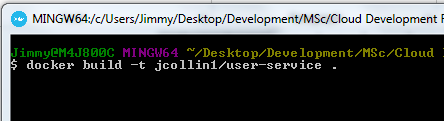 MINGW64:/c/Users/Jimmy/Desktop/Development/MSc/Cloud Development
Jimmy@M4J800C MINGW64 ~/Desktop/Development/MSc/Cloud
$ docker build -t jcollin1/user-service .